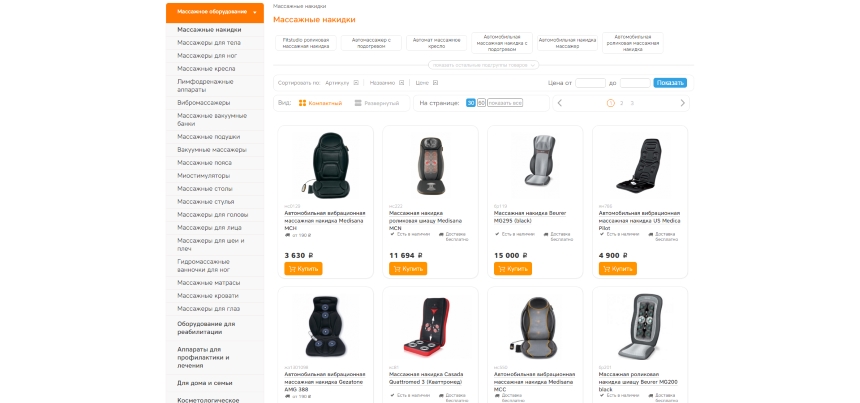 Массажное оборудование
Массажные накидки
Массажеры для тела
Массажеры для ног
Массажные кресла
Лимфодренажные
аппараты
Вибромассажеры
Массажные вакуумные
банки
Массажные подушки
Вакуумные массажеры
Массажные пояса
Миостимуляторы
Массажные столы
Массажные стулья
Массажеры для головы
Массажеры для лица
Массажеры для шеи и
плеч
Гидромассажные
ванночки для ног
Массажные матрасы
Массажные кровати
Массажеры для глаз
Оборудование для
реабилитации
Аппараты для
профилактики и
лечения
Для дома и семьи
Косметологическое
Массажные накидки
Массажные накидки
Fitstudio роликовая
массажная накидка
Автомассажер с
подогревом
Автомат массажное
кресло
Автомобильная
массажная накидка с
подогревом
Автомобильная накидка
массажер
Автомобильная
роликовая массажная
накидка
показать остальные подгруппы товаров
Сортировать по: Артикулу Названию Цене Цена от до Показать
Вид: Компактный Развернутый На странице: 30 60 показать все 1 2 3
Автомобильная вибрационная
массажная накидка Medisana
MCH
от 190 ₽
3 630 ₽
Купить
Массажная накидка
роликовая шиацу Medisana
MCN
Есть в наличии Доставка
бесплатно
11 694 ₽
Купить
Массажная накидка Beurer
MG295 (black)
Есть в наличии Доставка
бесплатно
15 000 ₽
Купить
Автомобильная вибрационная
массажная накидка US Medica
Pilot
Есть в наличии Доставка
бесплатно
4 900 ₽
Купить
Автомобильная вибрационная
массажная накидка Gezatone
AMG 388
от 190 ₽
Массажная накидка Casada
Quattromed 3 (Кваттромед)
Есть в наличии Доставка
бесплатно
Автомобильная вибрационная
массажная накидка Medisana
MCC
Доставка
бесплатно
Массажная роликовая
накидка шиацу Beurer MG200
black
Есть в наличии Доставка
бесплатно